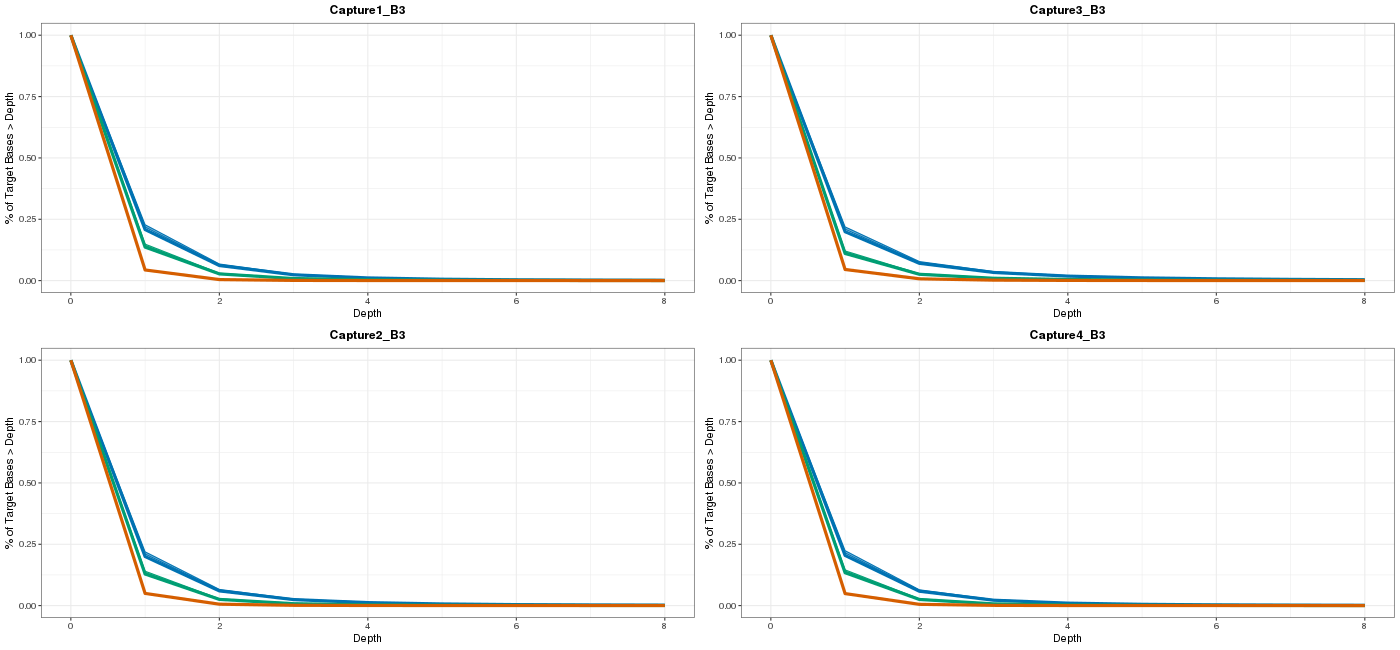 Capture1_B3
% of Target Bases > Depth
1.00
0.75
0.50
0.25
0.00
0 2 4 6 8
Depth
Capture3_B3
% of Target Bases > Depth
1.00
0.75
0.50
0.25
0.00
0 2 4 6 8
Depth
Capture2_B3
% of Target Bases > Depth
1.00
0.75
0.50
0.25
0.00
0 2 4 6 8
Depth
Capture4_B3
% of Target Bases > Depth
1.00
0.75
0.50
0.25
0.00
0 2 4 6 8
Depth